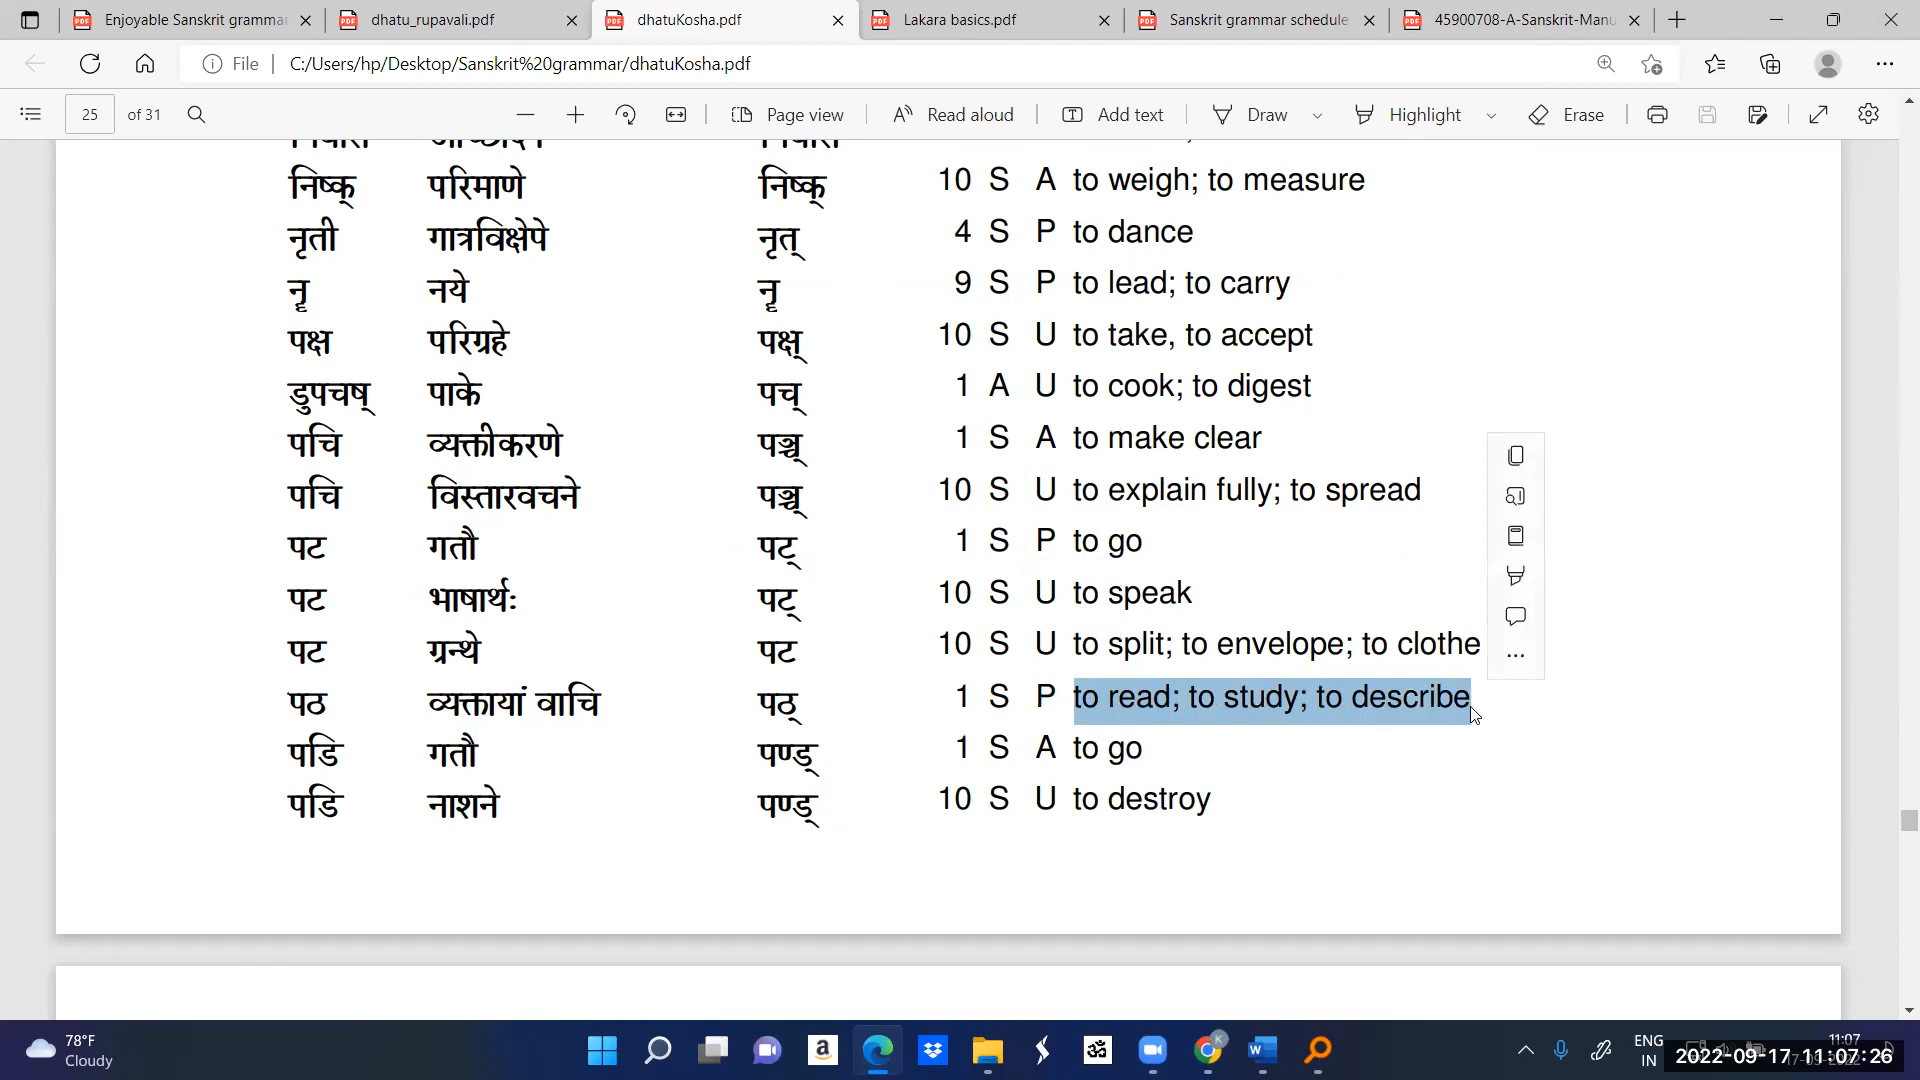 Enjoyable Sanskrit gramma
dhatu_rupavali.pdf
dhatuKosha.pdf
Lakara basics.pdf
Sanskrit grammar schedule
45900708-A-Sanskrit-Manu
File C:/Users/hp/Desktop/Sanskrit%20grammar/dhatuKosha.pdf
25 of 31 Page view Read aloud Add text Draw Highlight Erase
निष्क् परिमाणे निष्क् 10 S A to weigh; to measure
नृती गात्रविक्षेपे नृत् 4 S P to dance
नॄ नये नॄ 9 S P to lead; to carry
पक्ष परिग्रहे पक्ष् 10 S U to take, to accept
डुपचष् पाके पच् 1 A U to cook; to digest
पचि व्यक्तीकरणे पञ्च् 1 S A to make clear
पचि विस्तारवचने पञ्च् 10 S U to explain fully; to spread
पट गतौ पट् 1 S P to go
पट भाषार्थः पट् 10 S U to speak
पट ग्रन्थे पट 10 S U to split; to envelope; to clothe
पठ व्यक्तायां वाचि पठ् 1 S P to read; to study; to describe
पडि गतौ पण्ड् 1 S A to go
पडि नाशने पण्ड् 10 S U to destroy
78°F
Cloudy
ENG
IN
11:07
2022-09-17 11:07:26